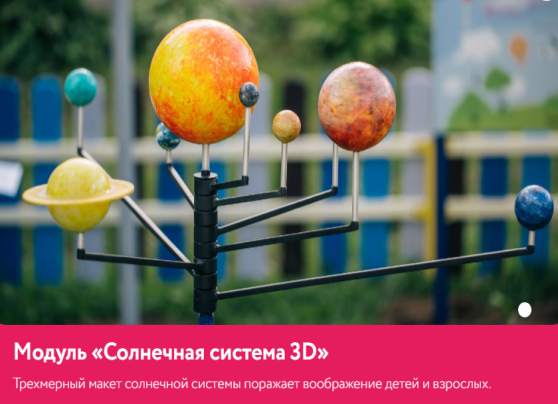 Модуль «Солнечная система 3D»
Трехмерный макет солнечной системы поражает воображение детей и взрослых.